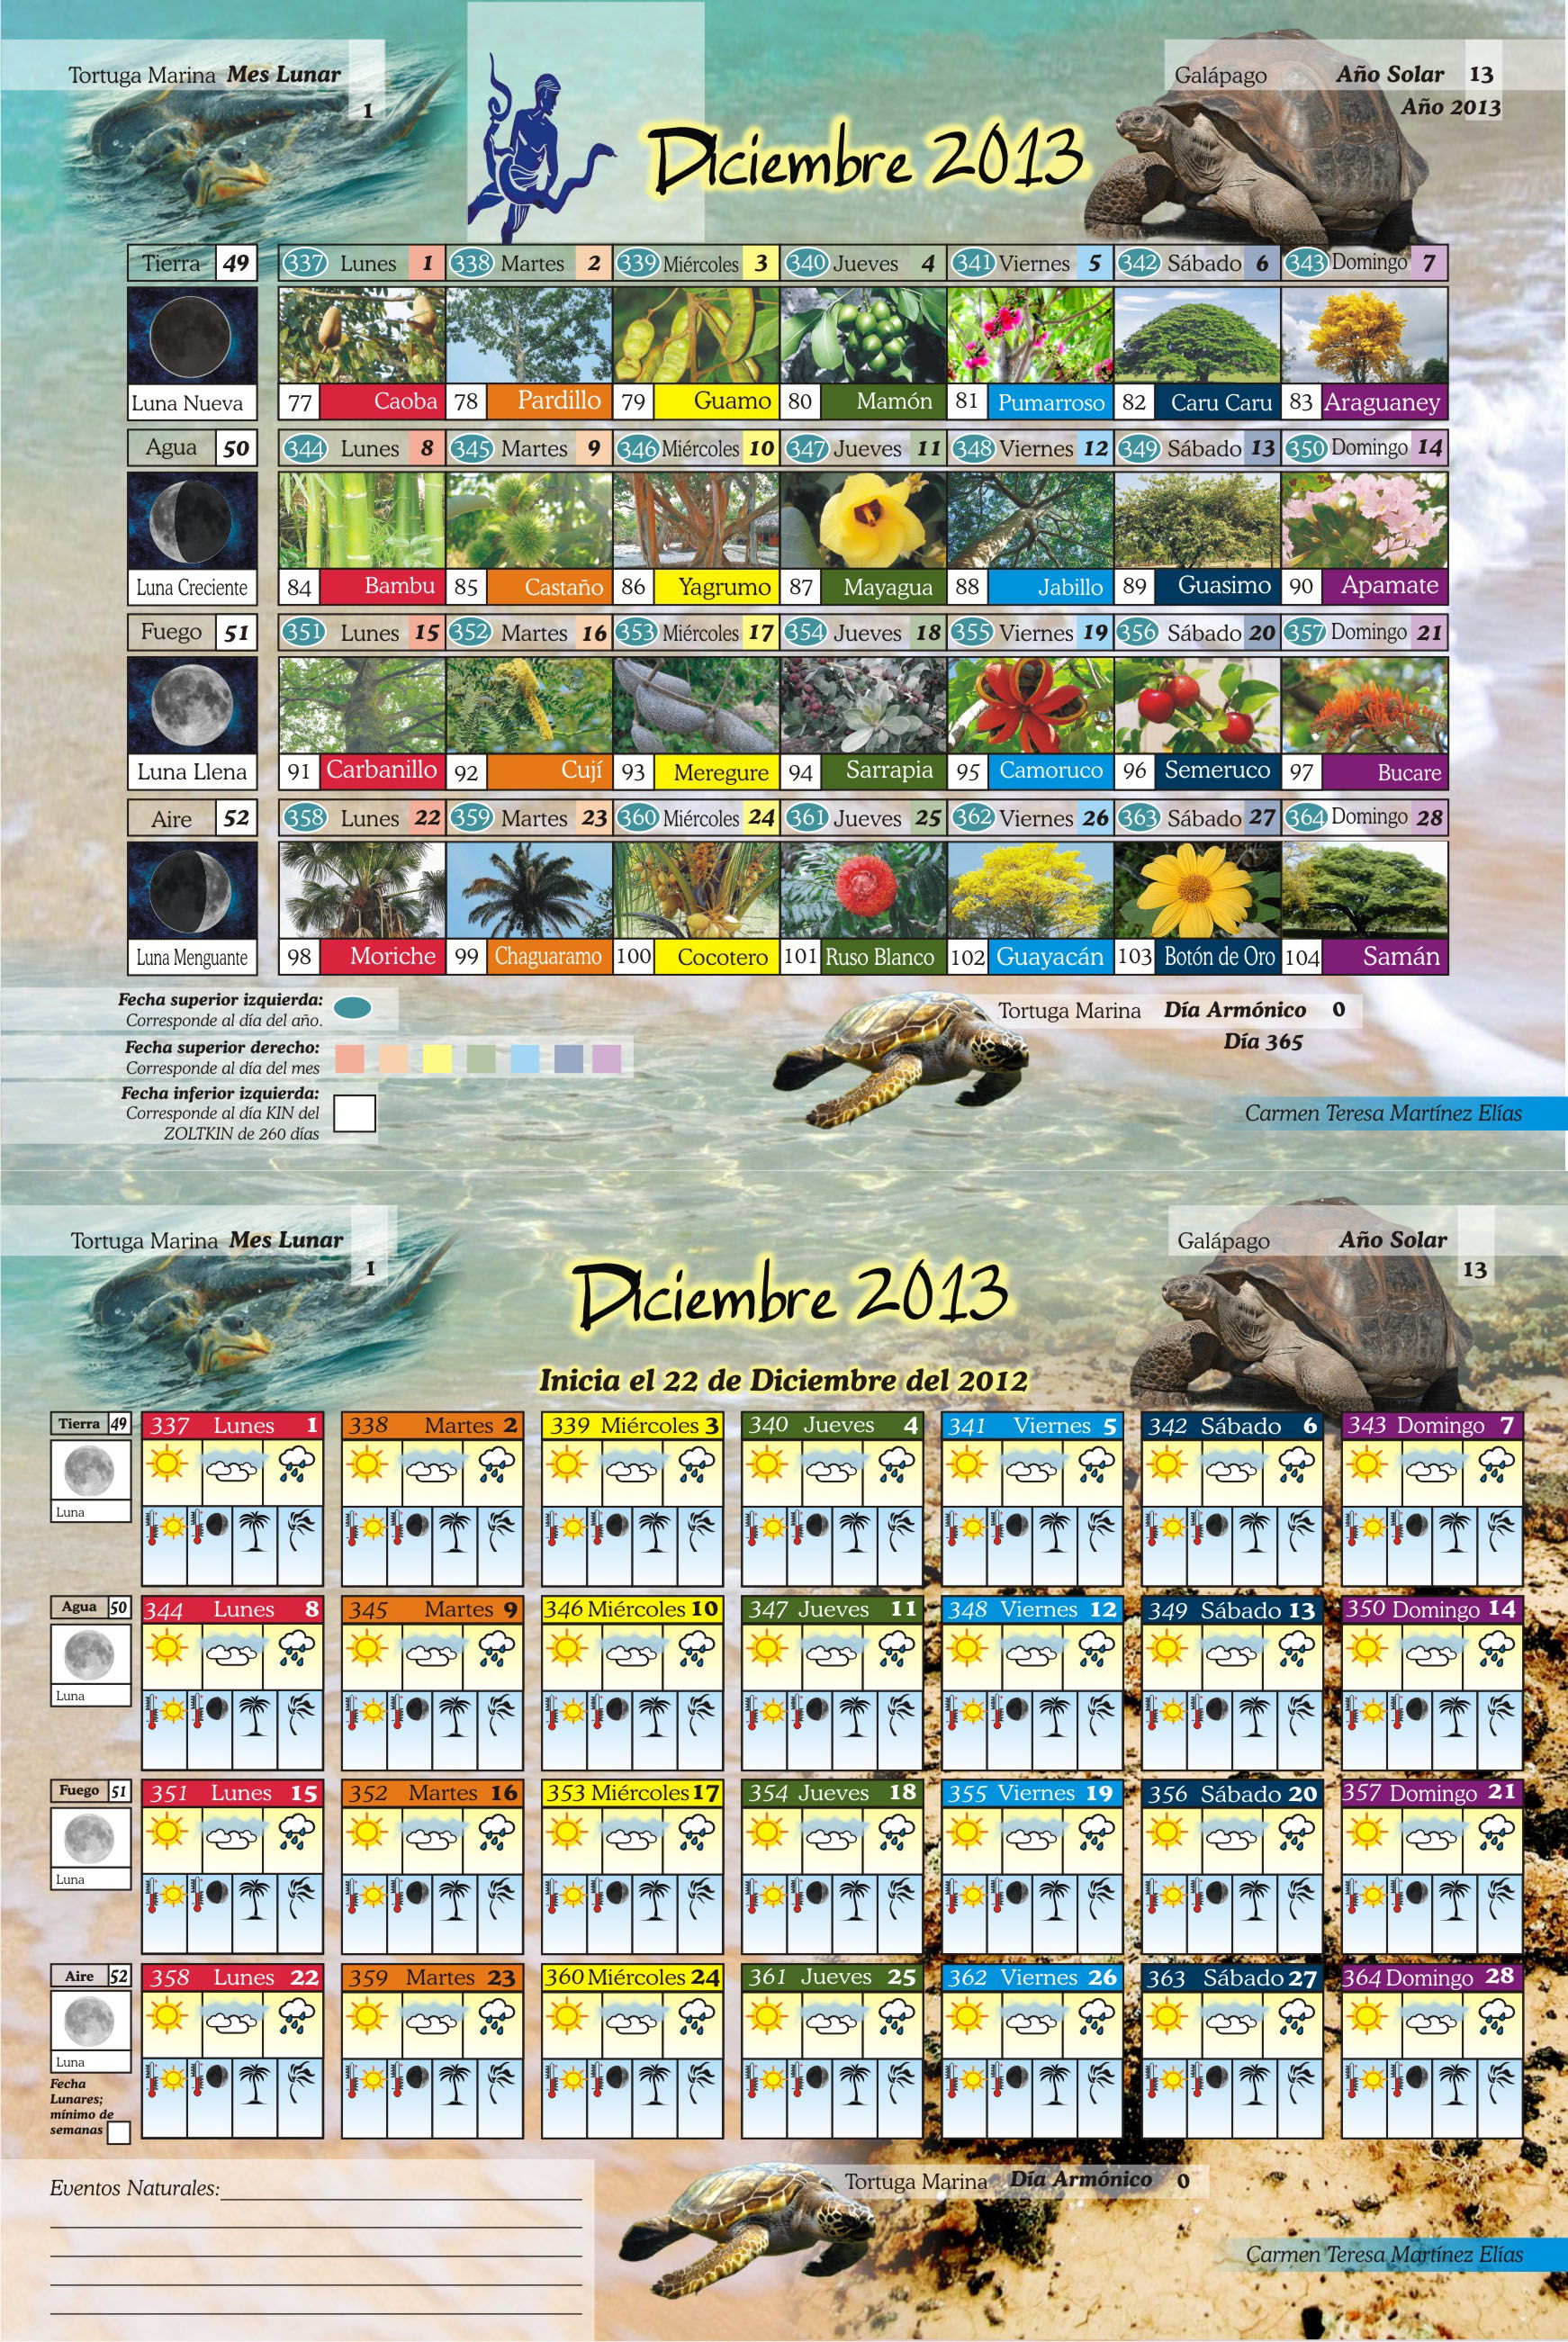 Tortuga Marina Mes Lunar
1
Galápago Año Solar 13
Año 2013
Diciembre 2013
Tierra 49 337 Lunes 1 338 Martes 2 339 Miércoles 3 340 Jueves 4 341 Viernes 5 342 Sábado 6 343 Domingo 7
Luna Nueva 77 Caoba 78 Pardillo 79 Guamo 80 Mamón 81 Pumarroso 82 Caru Caru 83 Araguaney
Agua 50 344 Lunes 8 345 Martes 9 346 Miércoles 10 347 Jueves 11 348 Viernes 12 349 Sábado 13 350 Domingo 14
Luna Creciente 84 Bambu 85 Castaño 86 Yagrumo 87 Mayagua 88 Jabillo 89 Guasimo 90 Apamate
Fuego 51 351 Lunes 15 352 Martes 16 353 Miércoles 17 354 Jueves 18 355 Viernes 19 356 Sábado 20 357 Domingo 21
Luna Llena 91 Carbanillo 92 Cují 93 Meregure 94 Sarrapia 95 Camoruco 96 Semeruco 97 Bucare
Aire 52 358 Lunes 22 359 Martes 23 360 Miércoles 24 361 Jueves 25 362 Viernes 26 363 Sábado 27 364 Domingo 28
Luna Menguante 98 Moriche 99 Chaguaramo 100 Cocotero 101 Ruso Blanco 102 Guayacán 103 Botón de Oro 104 Samán
Fecha superior izquierda:
Corresponde al día del año.
Fecha superior derecho:
Corresponde al día del mes
Fecha inferior izquierda:
Corresponde al día KIN del
ZOLTKIN de 260 días
Tortuga Marina Día Armónico 0
Día 365
Carmen Teresa Martínez Elías
Tortuga Marina Mes Lunar
1
Galápago Año Solar
13
Diciembre 2013
Inicia el 22 de Diciembre del 2012
Tierra 49 337 Lunes 1 338 Martes 2 339 Miércoles 3 340 Jueves 4 341 Viernes 5 342 Sábado 6 343 Domingo 7
Luna
Agua 50 344 Lunes 8 345 Martes 9 346 Miércoles 10 347 Jueves 11 348 Viernes 12 349 Sábado 13 350 Domingo 14
Luna
Fuego 51 351 Lunes 15 352 Martes 16 353 Miércoles 17 354 Jueves 18 355 Viernes 19 356 Sábado 20 357 Domingo 21
Luna
Aire 52 358 Lunes 22 359 Martes 23 360 Miércoles 24 361 Jueves 25 362 Viernes 26 363 Sábado 27 364 Domingo 28
Luna
Fecha
Lunares;
mínimo de
semanas
Eventos Naturales:
Tortuga Marina Día Armónico 0
Carmen Teresa Martínez Elías